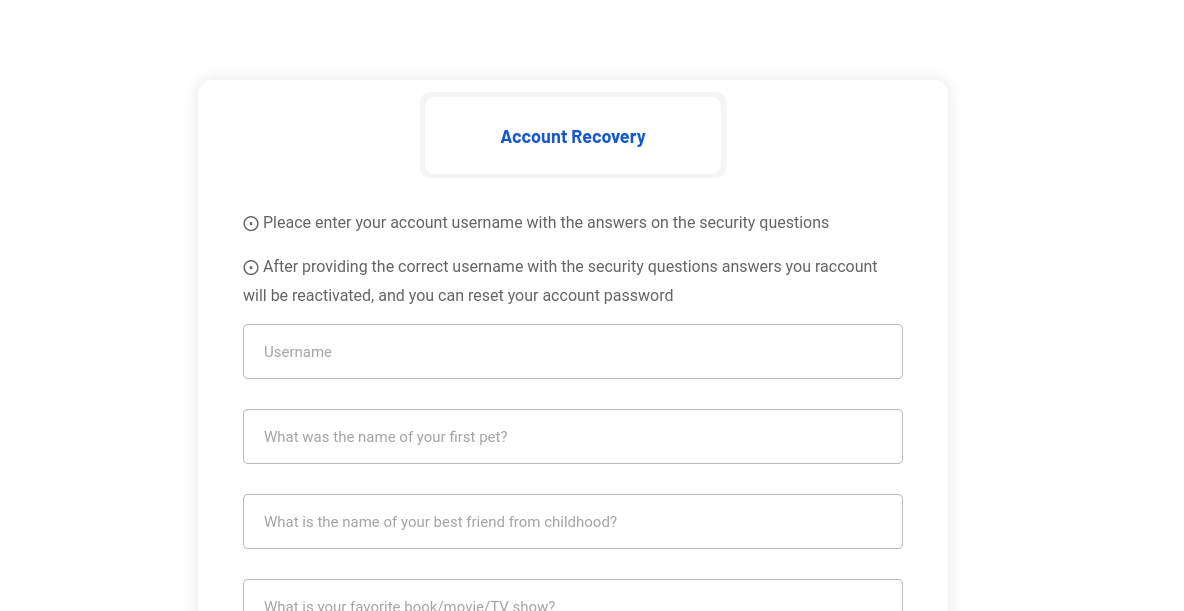 Account Recovery
Pleace enter your account username with the answers on the security questions
After providing the correct username with the security questions answers you raccount
will be reactivated, and you can reset your account password
Username
What was the name of your first pet?
What is the name of your best friend from childhood?
What is your favorite book/movie/TV show?